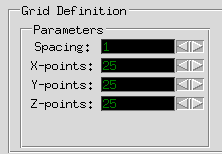 Grid Definition
Parameters
Spacing: 1
X-points: 25
Y-points: 25
Z-points: 25